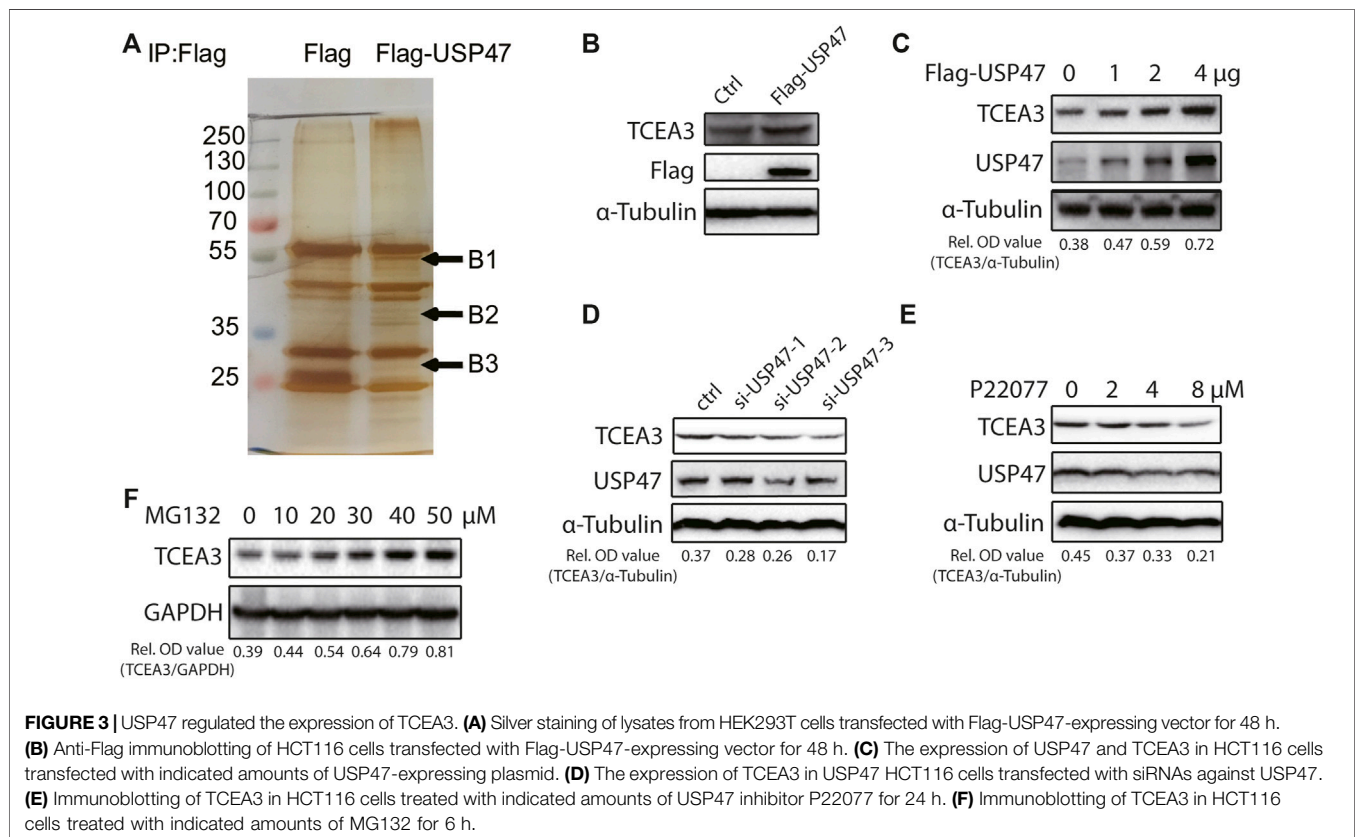 A IP:Flag Flag Flag-USP47
250
130
100
70
55
35
25
B1
B2
B3
B
Ctrl Flag-USP47
TCEA3
Flag
α-Tubulin
C
Flag-USP47 0 1 2 4 μg
TCEA3
USP47
α-Tubulin
Rel. OD value 0.38 0.47 0.59 0.72
(TCEA3/α-Tubulin)
D
ctrl si-USP47-1 si-USP47-2 si-USP47-3
TCEA3
USP47
α-Tubulin
Rel. OD value 0.37 0.28 0.26 0.17
(TCEA3/α-Tubulin)
E
P22077 0 2 4 8 μM
TCEA3
USP47
α-Tubulin
Rel. OD value 0.45 0.37 0.33 0.21
(TCEA3/α-Tubulin)
F
MG132 0 10 20 30 40 50 μM
TCEA3
GAPDH
Rel. OD value 0.39 0.44 0.54 0.64 0.79 0.81
(TCEA3/GAPDH)
FIGURE 3 | USP47 regulated the expression of TCEA3. (A) Silver staining of lysates from HEK293T cells transfected with Flag-USP47-expressing vector for 48 h.
(B) Anti-Flag immunoblotting of HCT116 cells transfected with Flag-USP47-expressing vector for 48 h. (C) The expression of USP47 and TCEA3 in HCT116 cells
transfected with indicated amounts of USP47-expressing plasmid. (D) The expression of TCEA3 in USP47 HCT116 cells transfected with siRNAs against USP47.
(E) Immunoblotting of TCEA3 in HCT116 cells treated with indicated amounts of USP47 inhibitor P22077 for 24 h. (F) Immunoblotting of TCEA3 in HCT116
cells treated with indicated amounts of MG132 for 6 h.